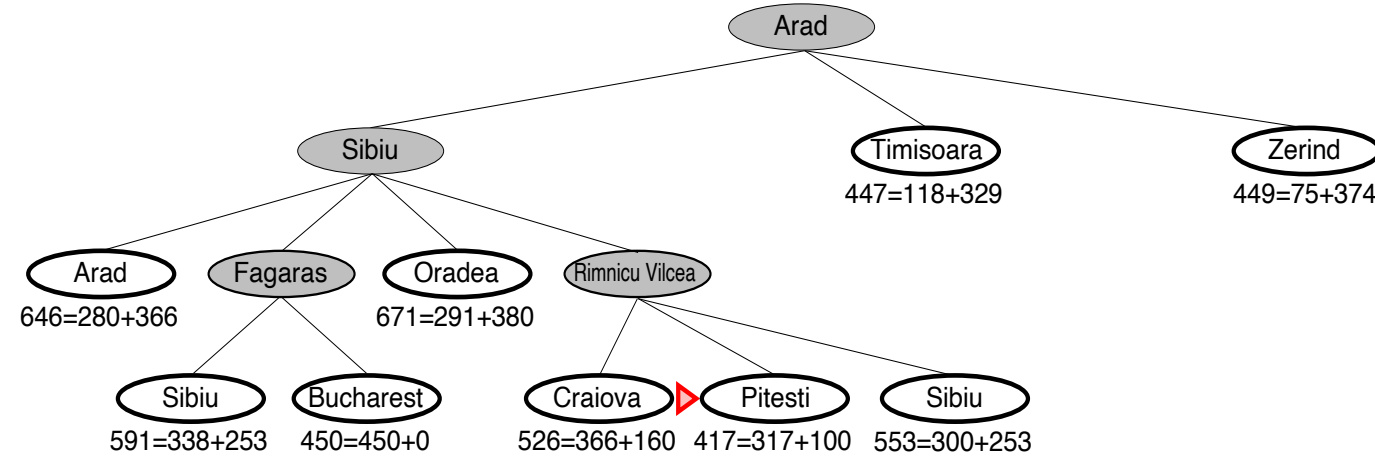 Arad
Sibiu
Timisoara
Zerind
447=118+329
449=75+374
Arad
Fagaras
Oradea
Rimnicu Vilcea
646=280+366
671=291+380
Sibiu
Bucharest
Craiova
Pitesti
Sibiu
591=338+253
450=450+0
526=366+160
417=317+100
553=300+253